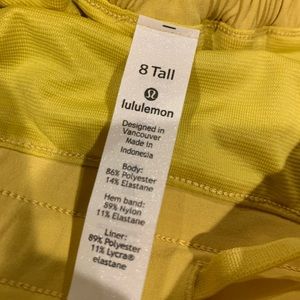 8 Tall
lululemon
Designed in
Vancouver
Made in
Indonesia
Body:
86% Polyester
14% Elastane
Hem band:
89% Nylon
11% Elastane
Liner:
89% Polyester
11% Lycra®
elastane